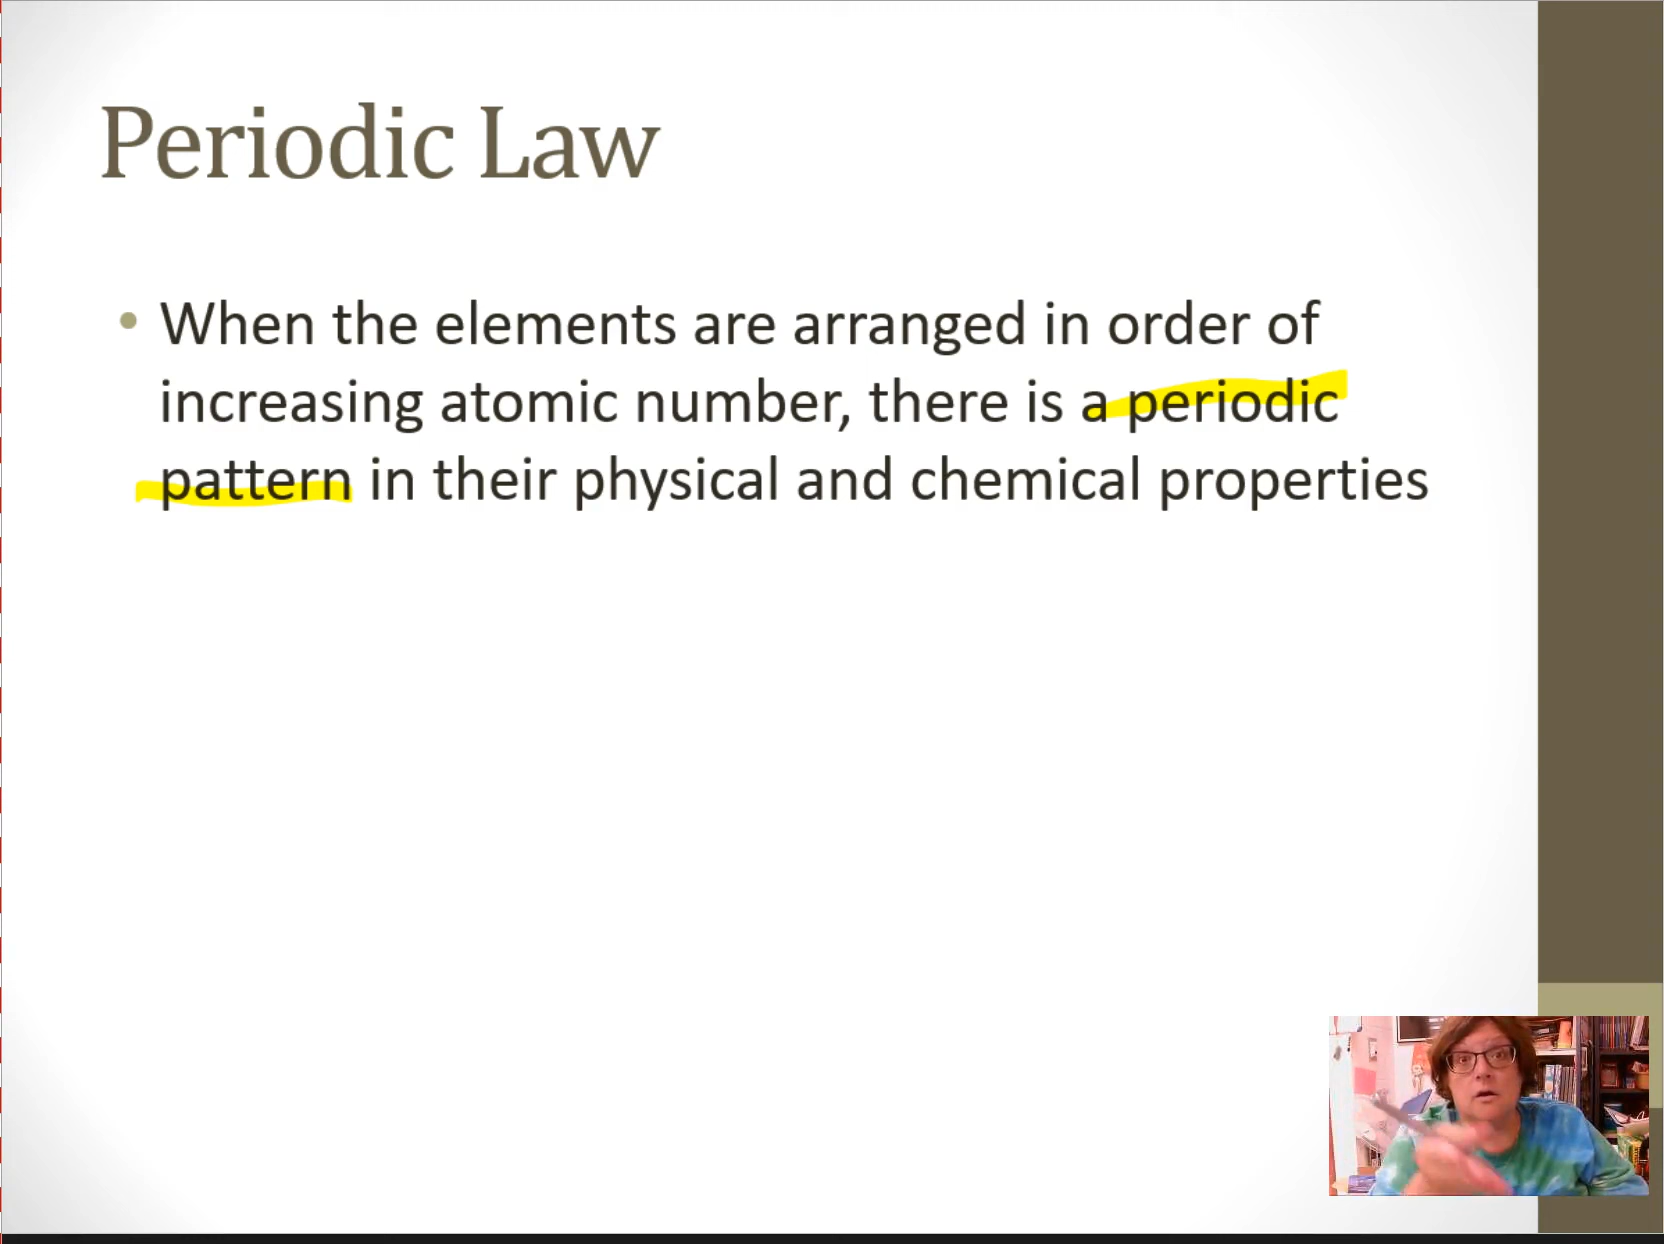 Periodic Law
• When the elements are arranged in order of
increasing atomic number, there is a periodic
pattern in their physical and chemical properties